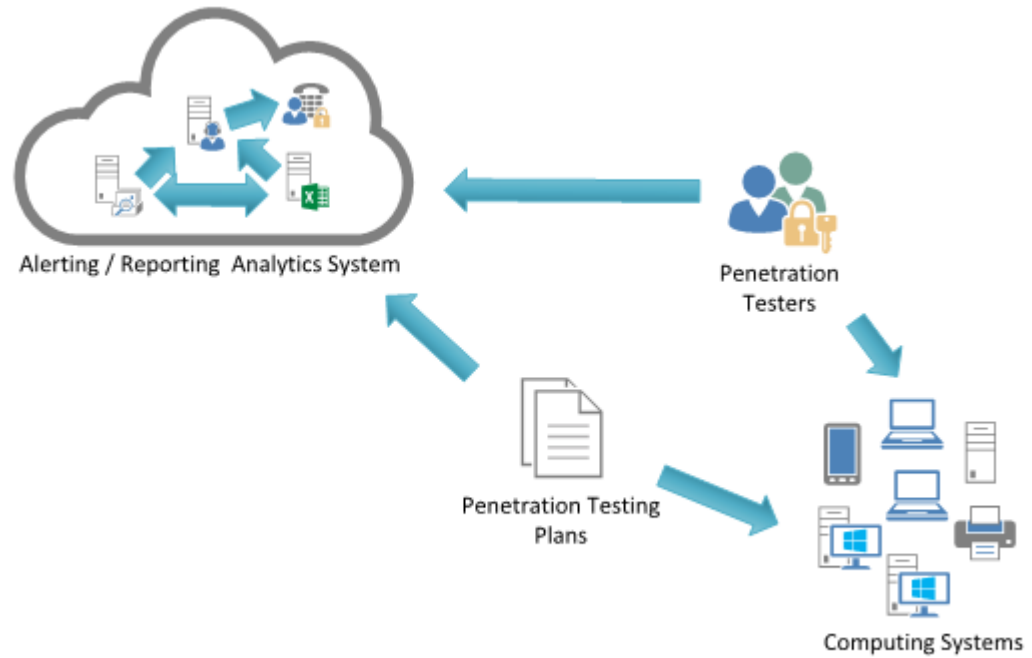 Alerting / Reporting Analytics System
Penetration
Testers
Penetration Testing
Plans
Computing Systems